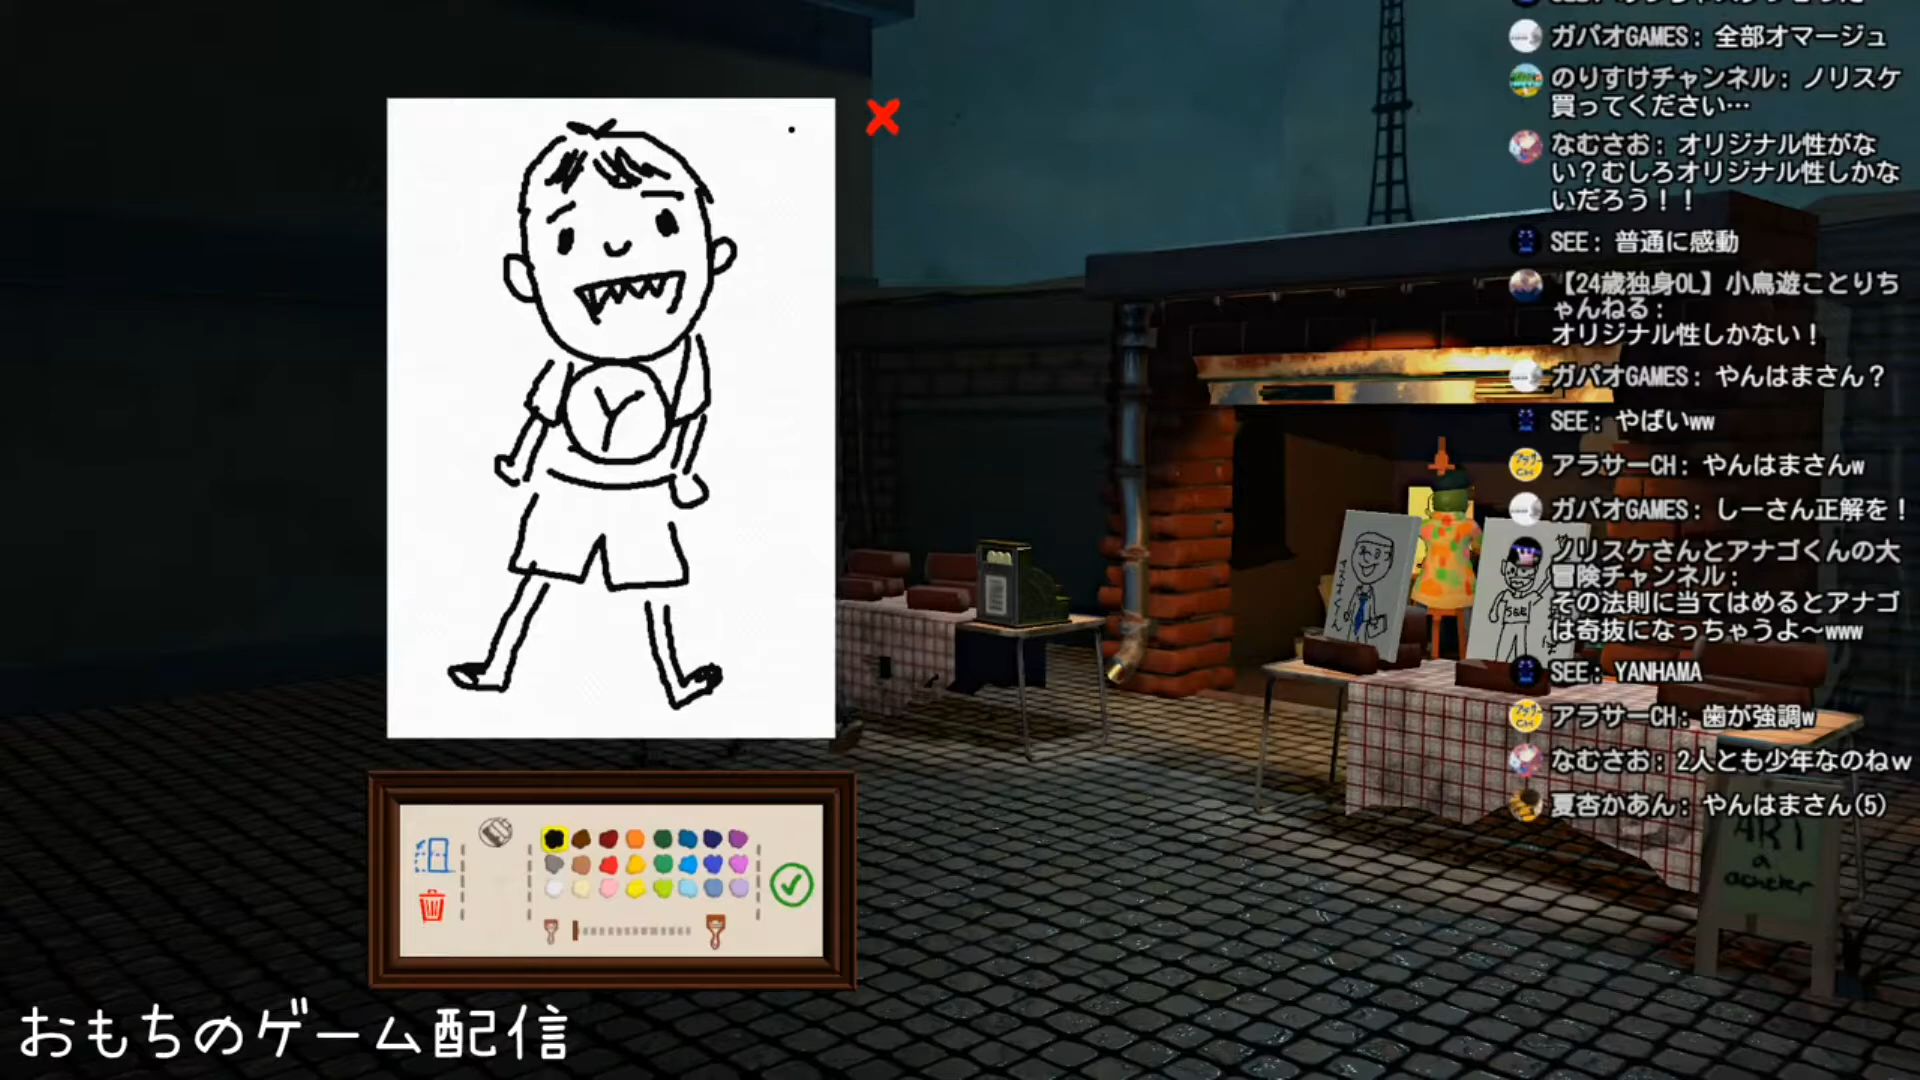 ガパオGAMES: 全部オマージュ
のりすけチャンネル: ノリスケ
買ってください…
なむさお: オリジナル性がな
い？むしろオリジナル性しかな
いだろう！！
SEE: 普通に感動
【24歳独身OL】小鳥遊ことりち
ゃんねる:
オリジナル性しかない！
ガパオGAMES: やんはまさん？
SEE: やばいww
アラサーCH: やんはまさんw
ガパオGAMES: しーさん正解を！
ノリスケさんとアナゴくんの大
冒険チャンネル:
その法則に当てはめるとアナゴ
は奇抜になっちゃうよ～www
SEE: YANHAMA
アラサーCH: 歯が強調w
なむさお: 2人とも少年なのねｗ
夏杏かあん: やんはまさん(5)
Y
SEE
ART
a
acheter
おもちのゲーム配信